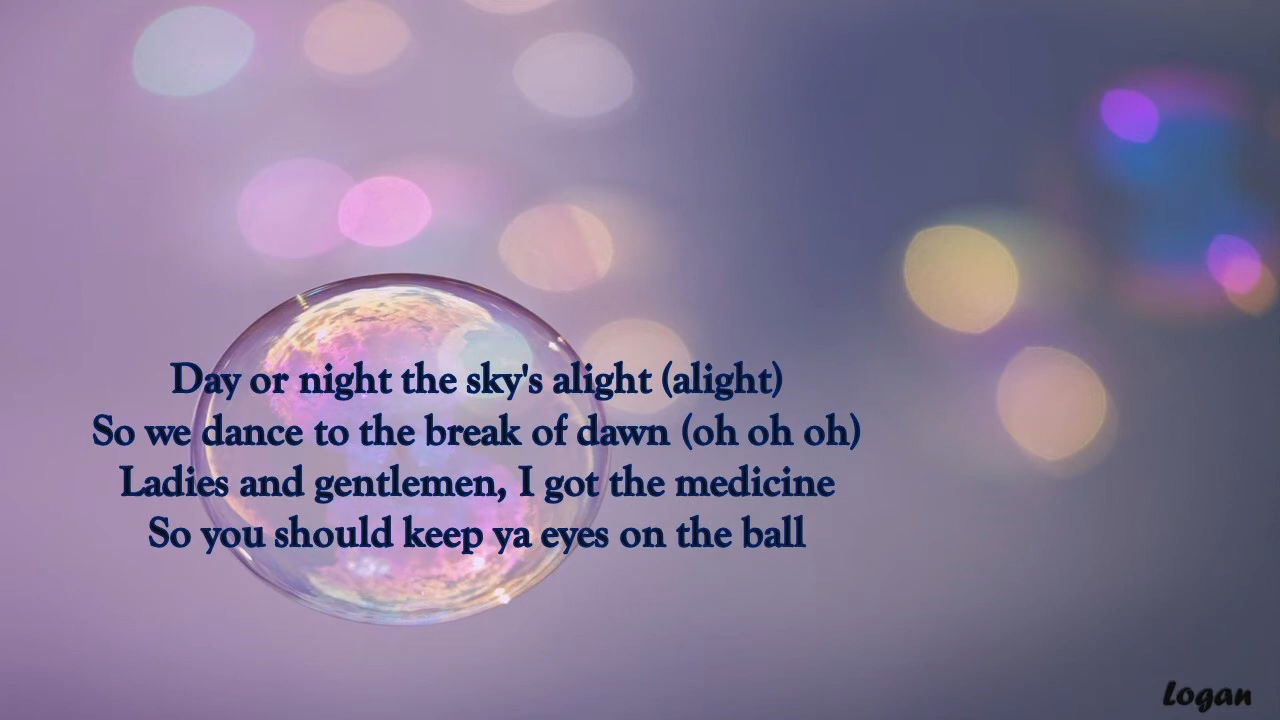 Day or night the sky's alight (alight)
So we dance to the break of dawn (oh oh oh)
Ladies and gentlemen, I got the medicine
So you should keep ya eyes on the ball
Logan